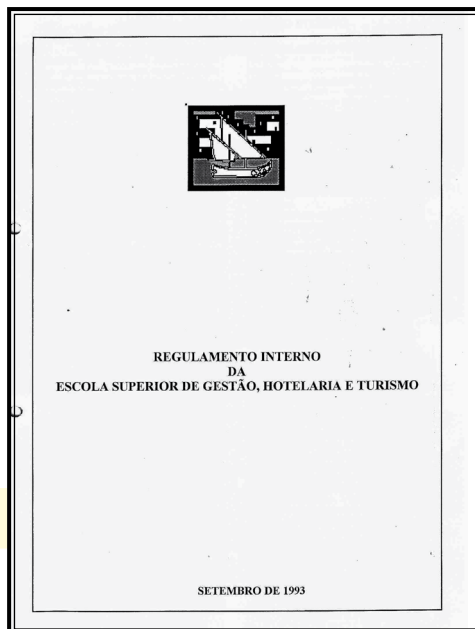 REGULAMENTO INTERNO
DA
ESCOLA SUPERIOR DE GESTÃO, HOTELARIA E TURISMO
SETEMBRO DE 1993